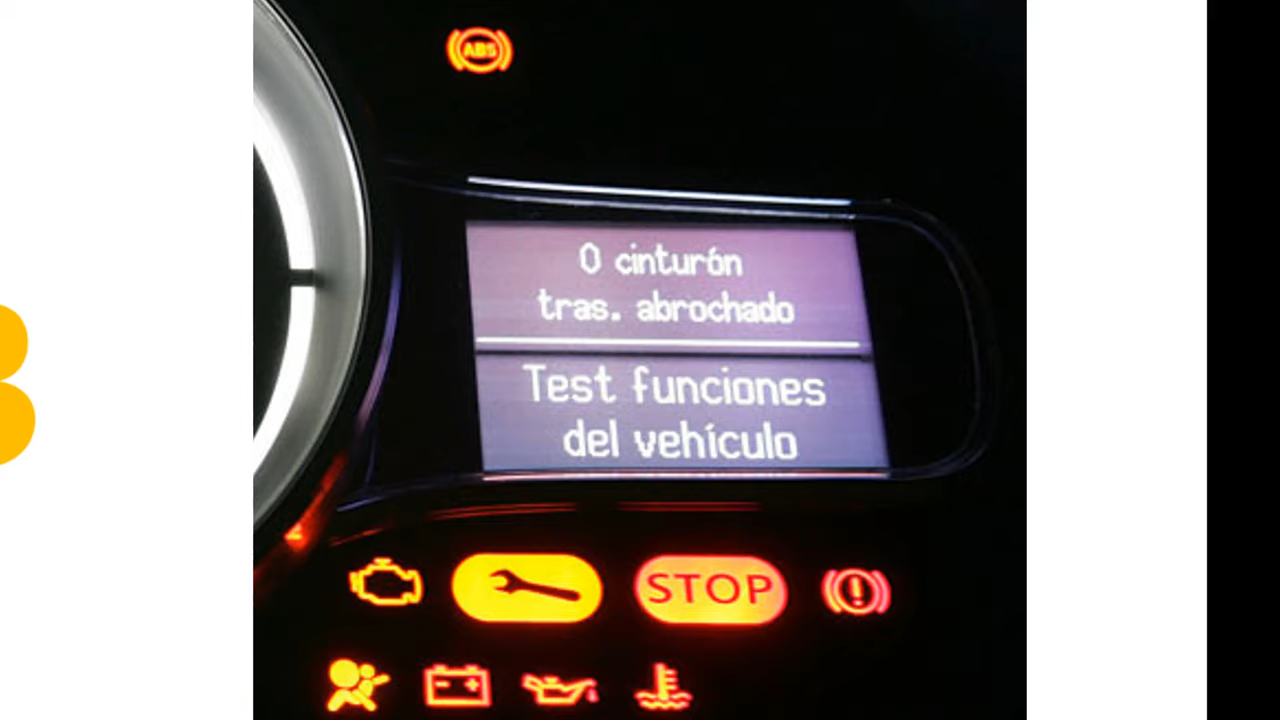 ABS
0 cinturón
tras. abrochado
Test funciones
del vehículo
STOP